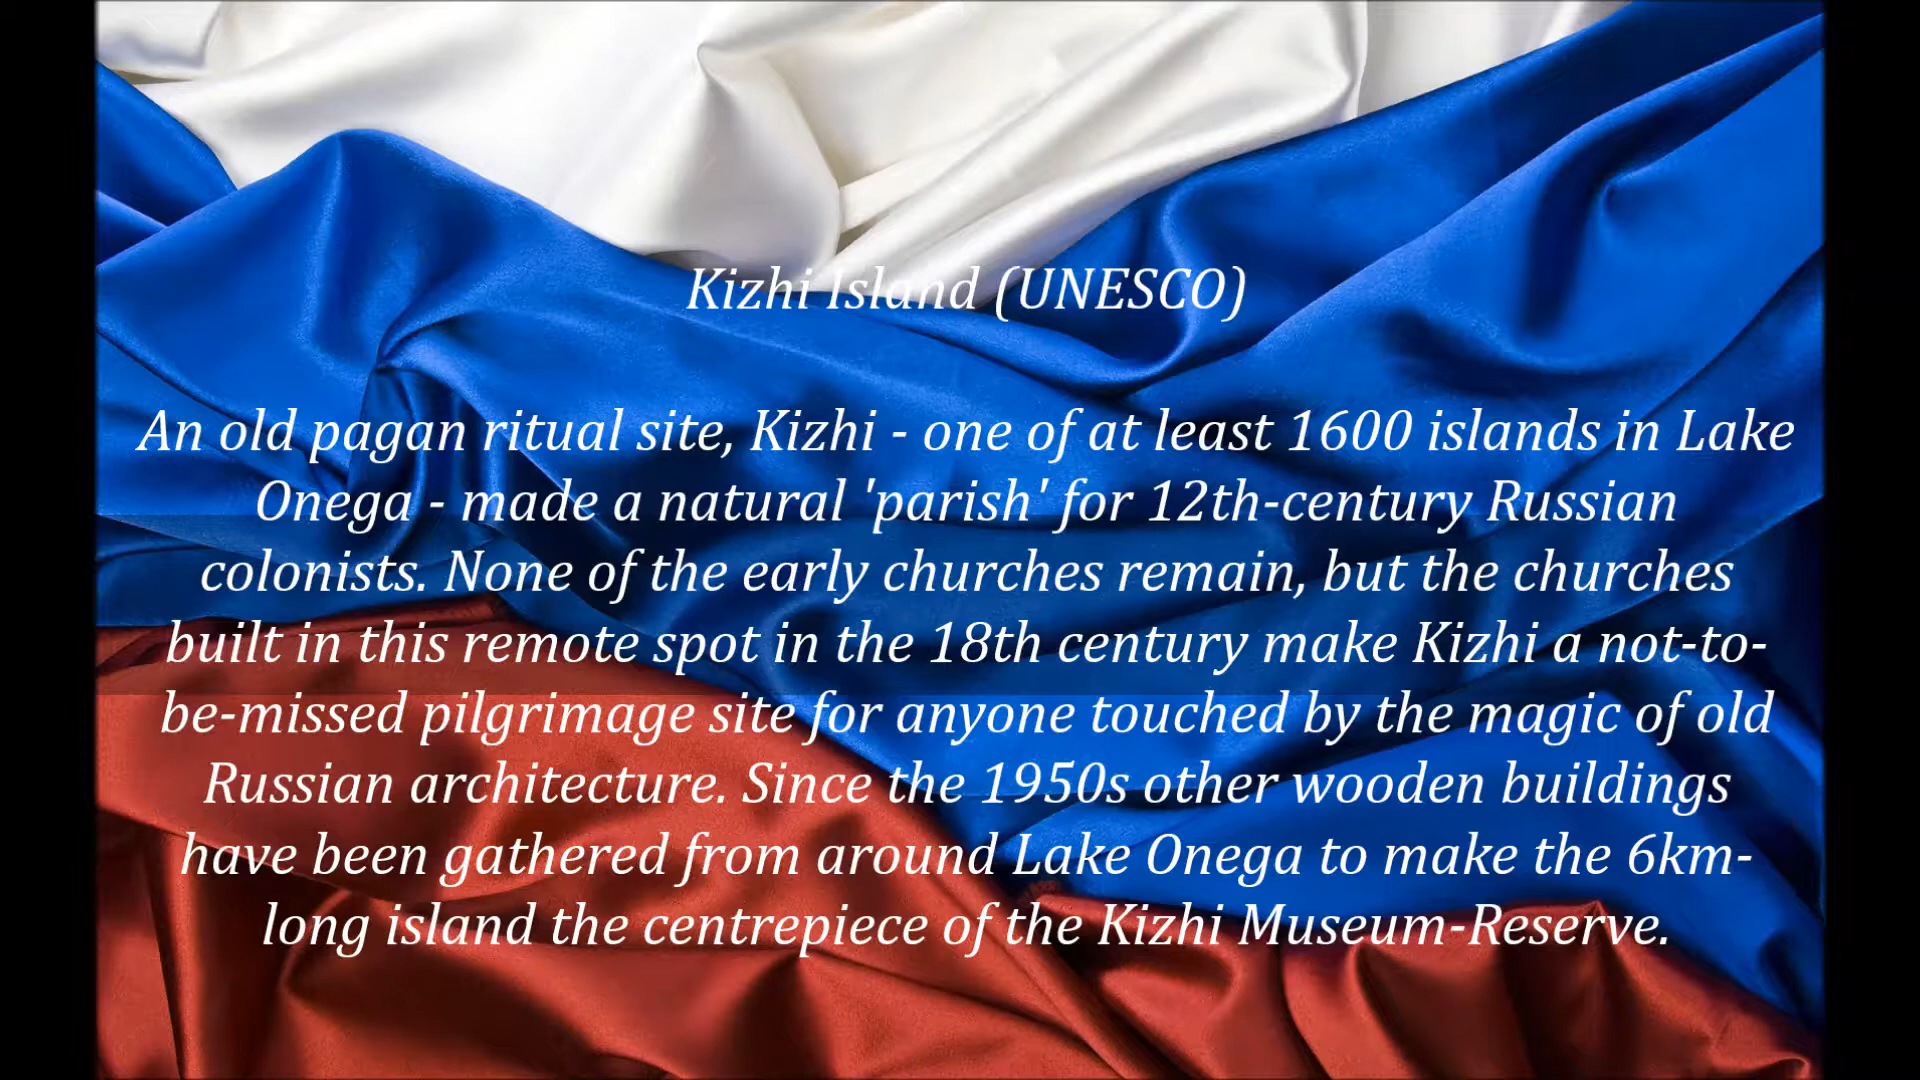 Kizhi Island (UNESCO)
An old pagan ritual site, Kizhi - one of at least 1600 islands in Lake
Onega - made a natural 'parish' for 12th-century Russian
colonists. None of the early churches remain, but the churches
built in this remote spot in the 18th century make Kizhi a not-to-
be-missed pilgrimage site for anyone touched by the magic of old
Russian architecture. Since the 1950s other wooden buildings
have been gathered from around Lake Onega to make the 6km-
long island the centrepiece of the Kizhi Museum-Reserve.